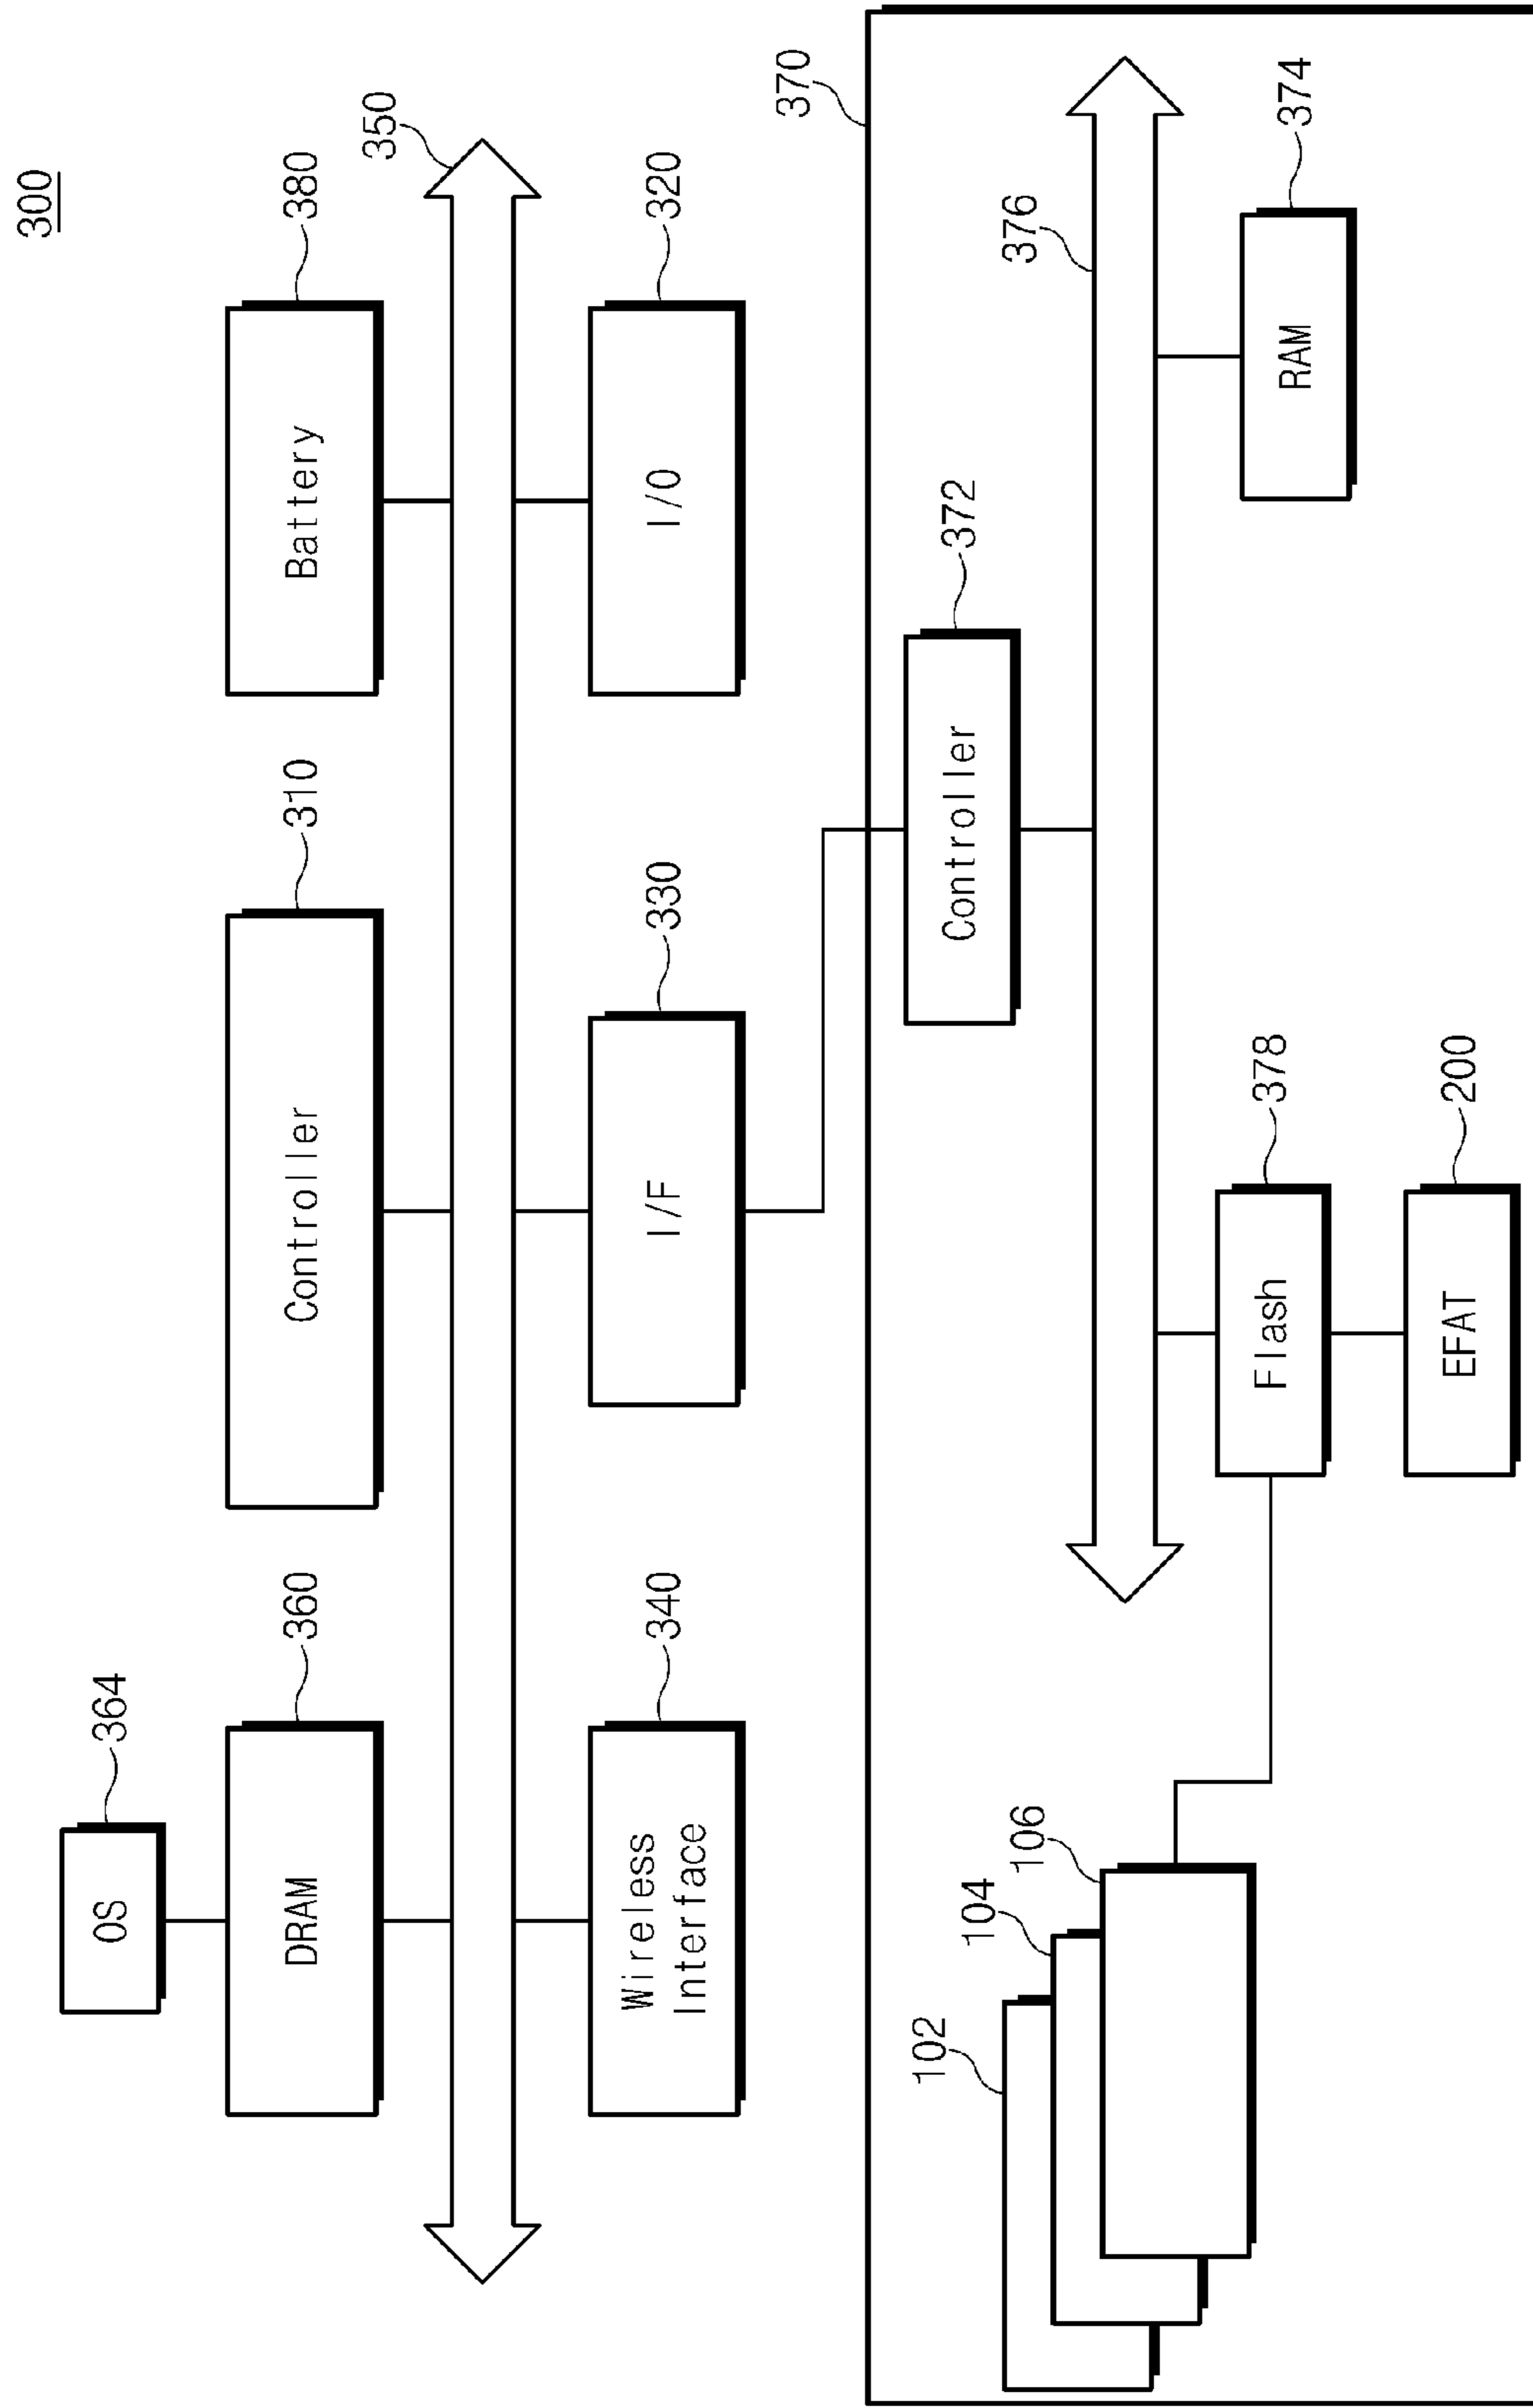 300
OS
364
DRAM
360
Controller
310
Battery
380
350
Wireless
Interface
340
I/F
330
I/O
320
370
102
104
106
Controller
372
376
Flash
378
RAM
374
EFAT
200